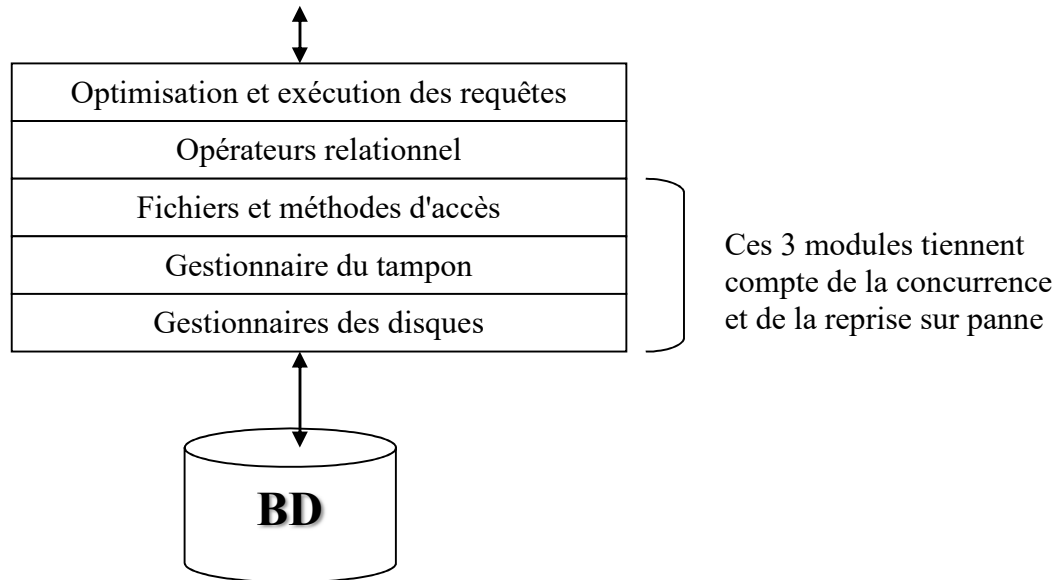 Optimisation et exécution des requêtes
Opérateurs relationnel
Fichiers et méthodes d'accès
Gestionnaire du tampon
Gestionnaires des disques
Ces 3 modules tiennent
compte de la concurrence
et de la reprise sur panne
BD